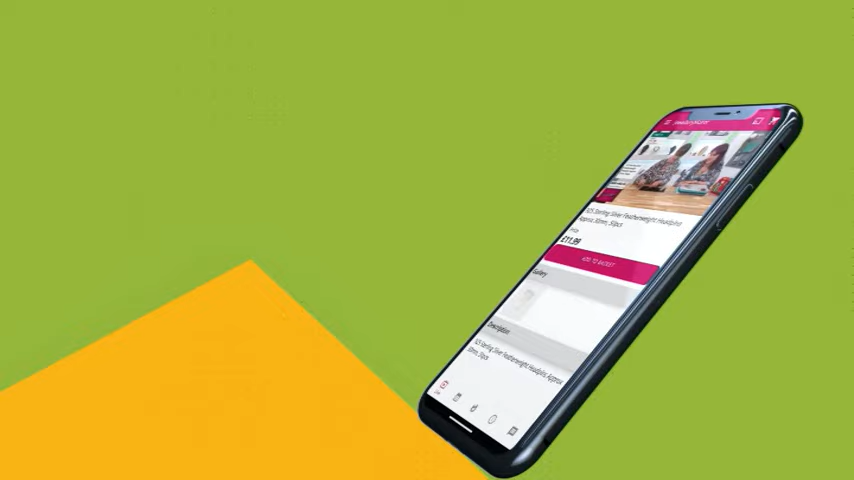 925 Sterling Silver Featherweight Headpins
Approx 30mm, 50pcs
£11.99
ADD TO BASKET
Gallery
Description
925 Sterling Silver Featherweight Headpins, Approx
30mm, 50pcs